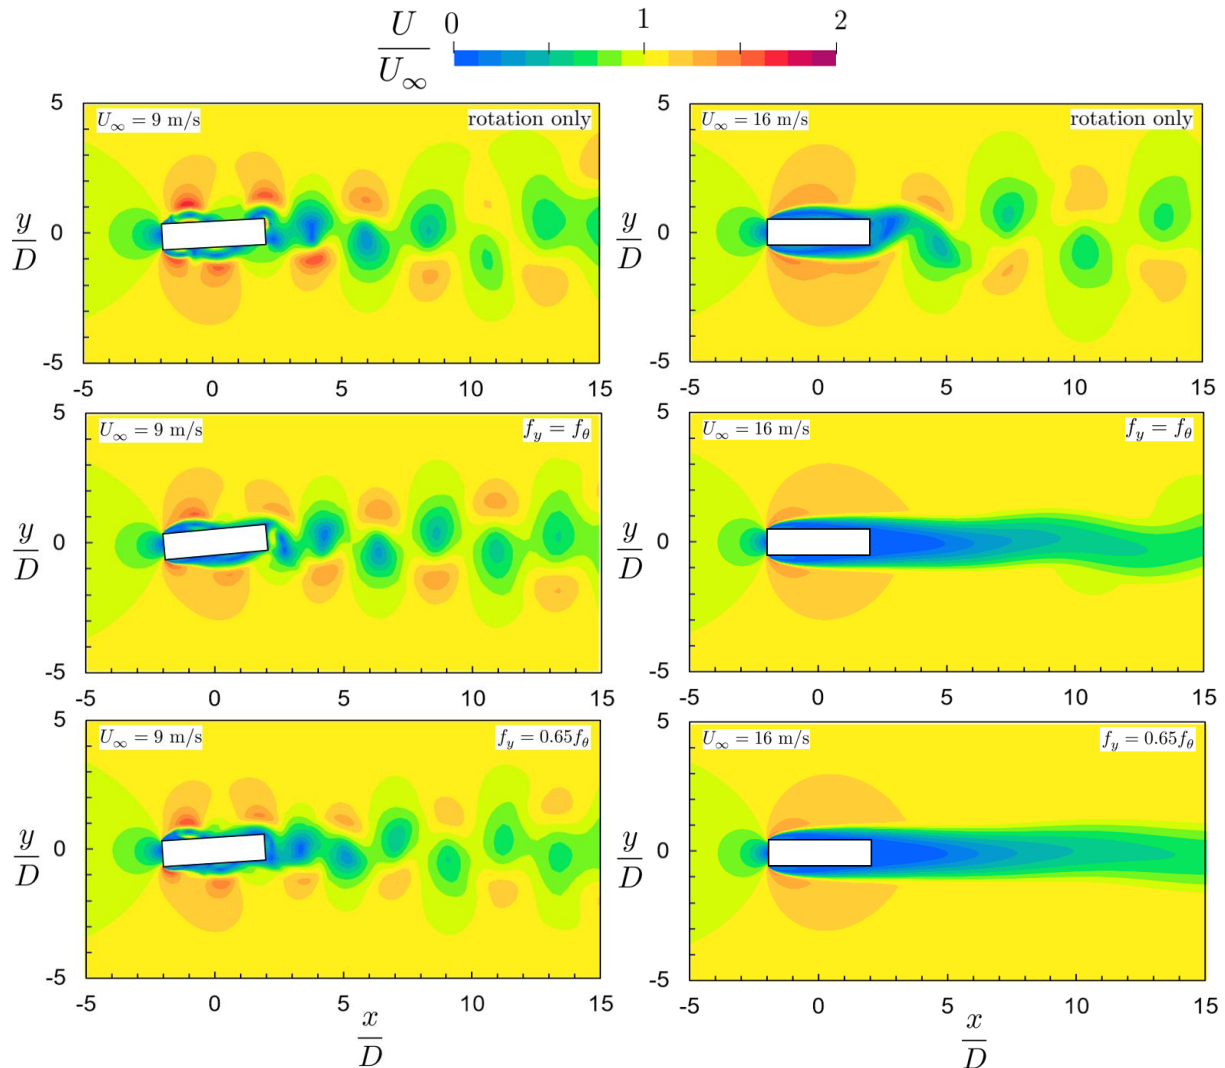 U/U∞ 0 1 2
U∞ = 9 m/s rotation only
5
y/D 0
-5
-5 0 5 10 15
U∞ = 16 m/s rotation only
5
y/D 0
-5
-5 0 5 10 15
U∞ = 9 m/s fy = fθ
5
y/D 0
-5
-5 0 5 10 15
U∞ = 16 m/s fy = fθ
5
y/D 0
-5
-5 0 5 10 15
U∞ = 9 m/s fy = 0.65fθ
5
y/D 0
-5
-5 0 5 10 15
x/D
U∞ = 16 m/s fy = 0.65fθ
5
y/D 0
-5
-5 0 5 10 15
x/D